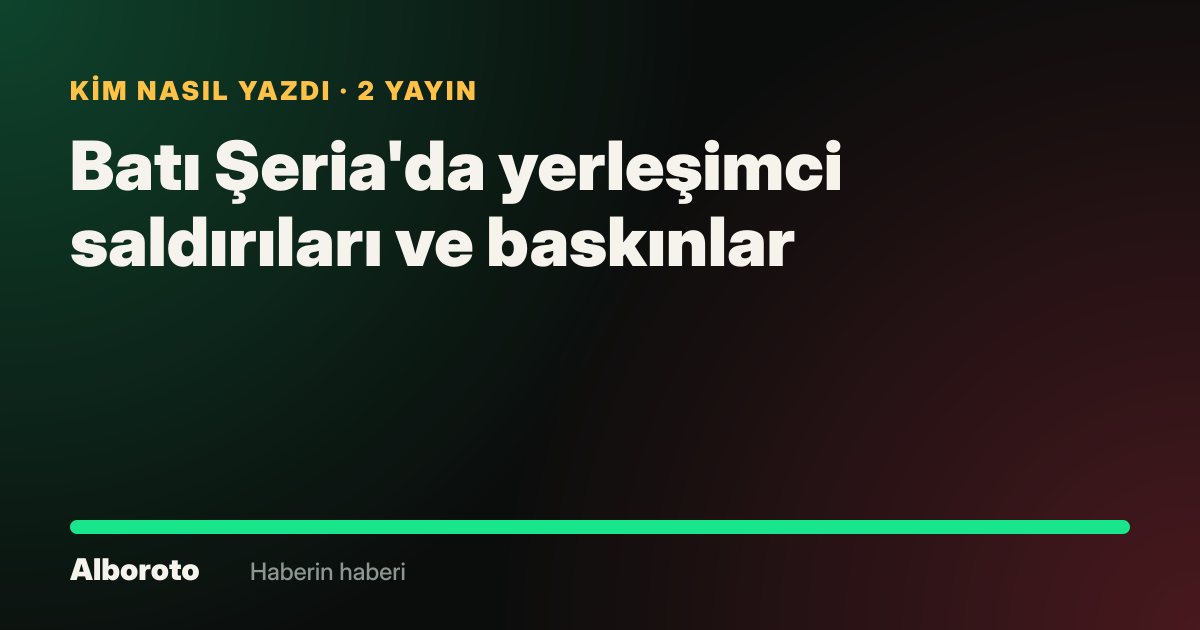 KİM NASIL YAZDI · 2 YAYIN
Batı Şeria'da yerleşimci
saldırıları ve baskınlar
Alboroto
Haberin haberi